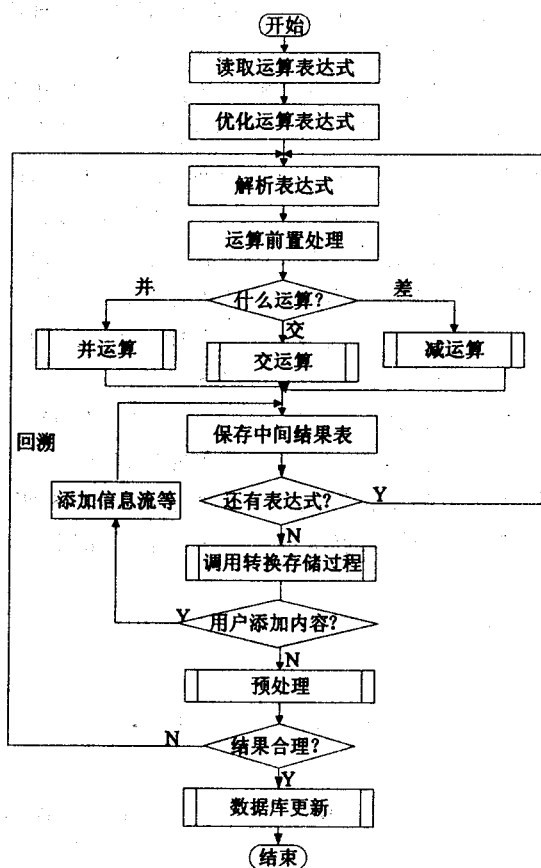 开始
读取运算表达式
优化运算表达式
解析表达式
运算前置处理
什么运算?
并
差
交
并运算
交运算
减运算
保存中间结果表
回溯
添加信息流等
还有表达式?
Y
N
调用转换存储过程
用户添加内容?
Y
N
预处理
结果合理?
N
Y
数据库更新
结束